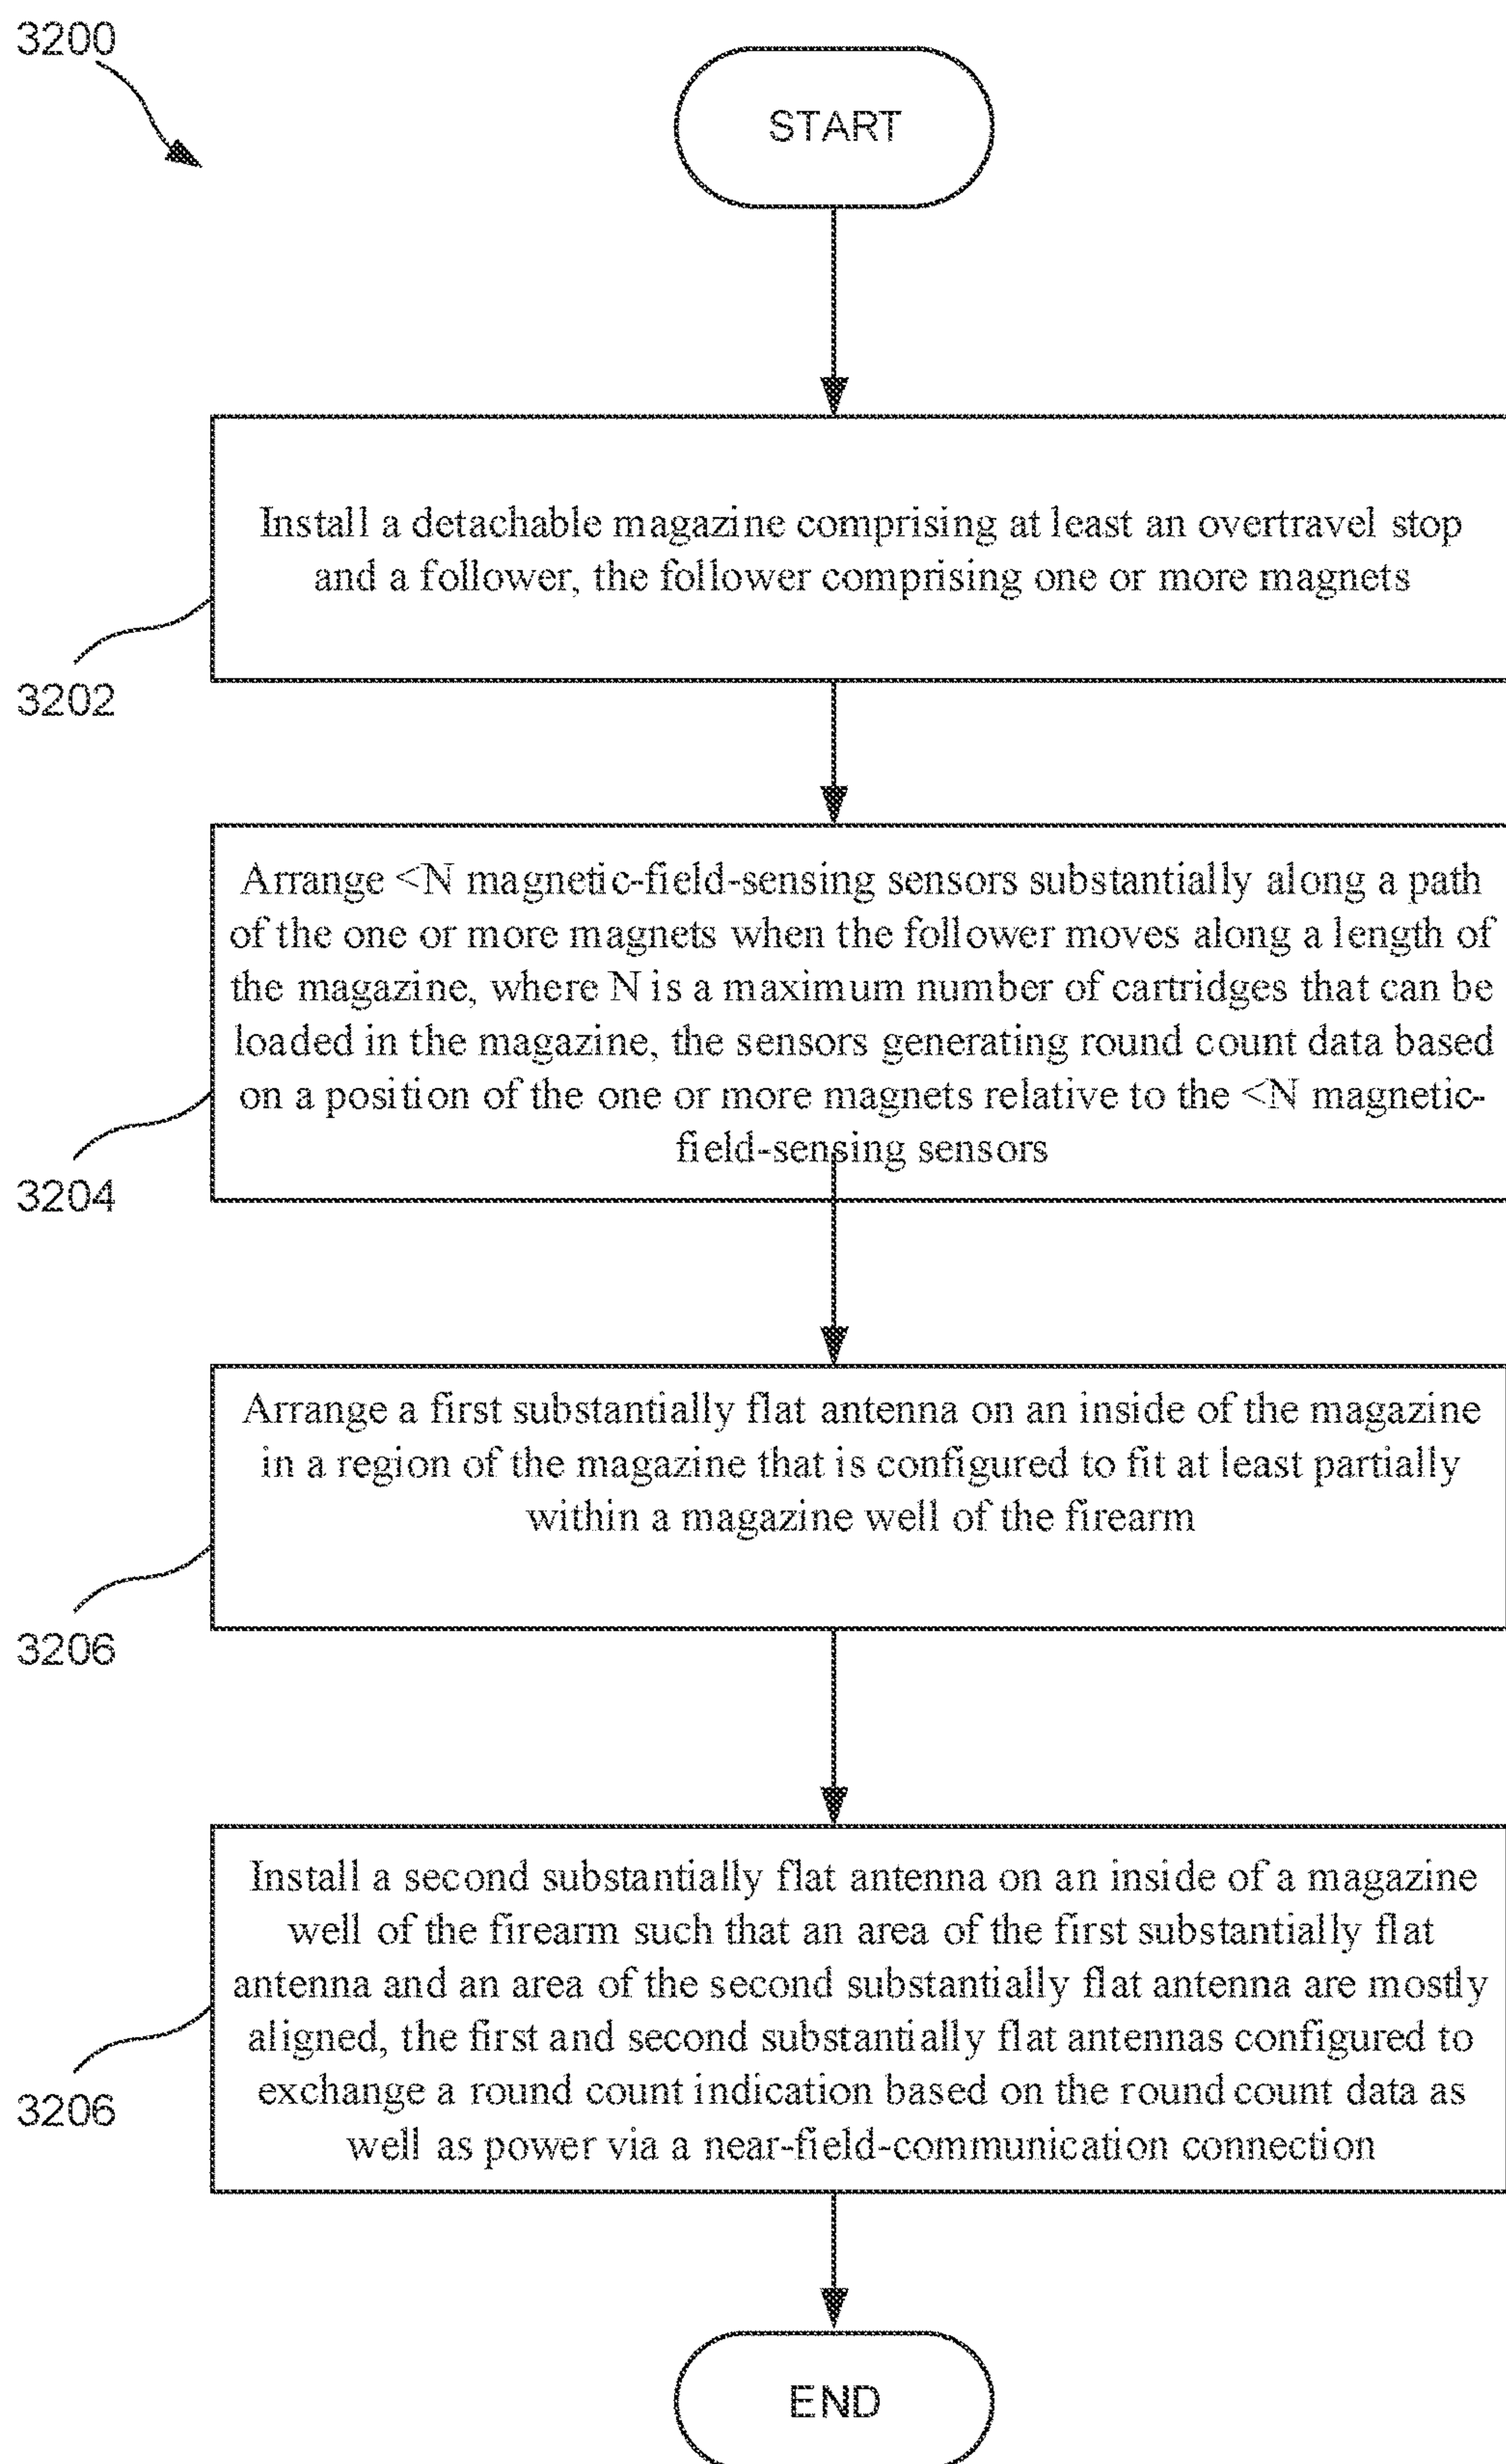 3200
START
Install a detachable magazine comprising at least an overtravel stop
and a follower, the follower comprising one or more magnets
3202
Arrange <N magnetic-field-sensing sensors substantially along a path
of the one or more magnets when the follower moves along a length of
the magazine, where N is a maximum number of cartridges that can be
loaded in the magazine, the sensors generating round count data based
on a position of the one or more magnets relative to the <N magnetic-
field-sensing sensors
3204
Arrange a first substantially flat antenna on an inside of the magazine
in a region of the magazine that is configured to fit at least partially
within a magazine well of the firearm
3206
Install a second substantially flat antenna on an inside of a magazine
well of the firearm such that an area of the first substantially flat
antenna and an area of the second substantially flat antenna are mostly
aligned, the first and second substantially flat antennas configured to
exchange a round count indication based on the round count data as
well as power via a near-field-communication connection
3206
END